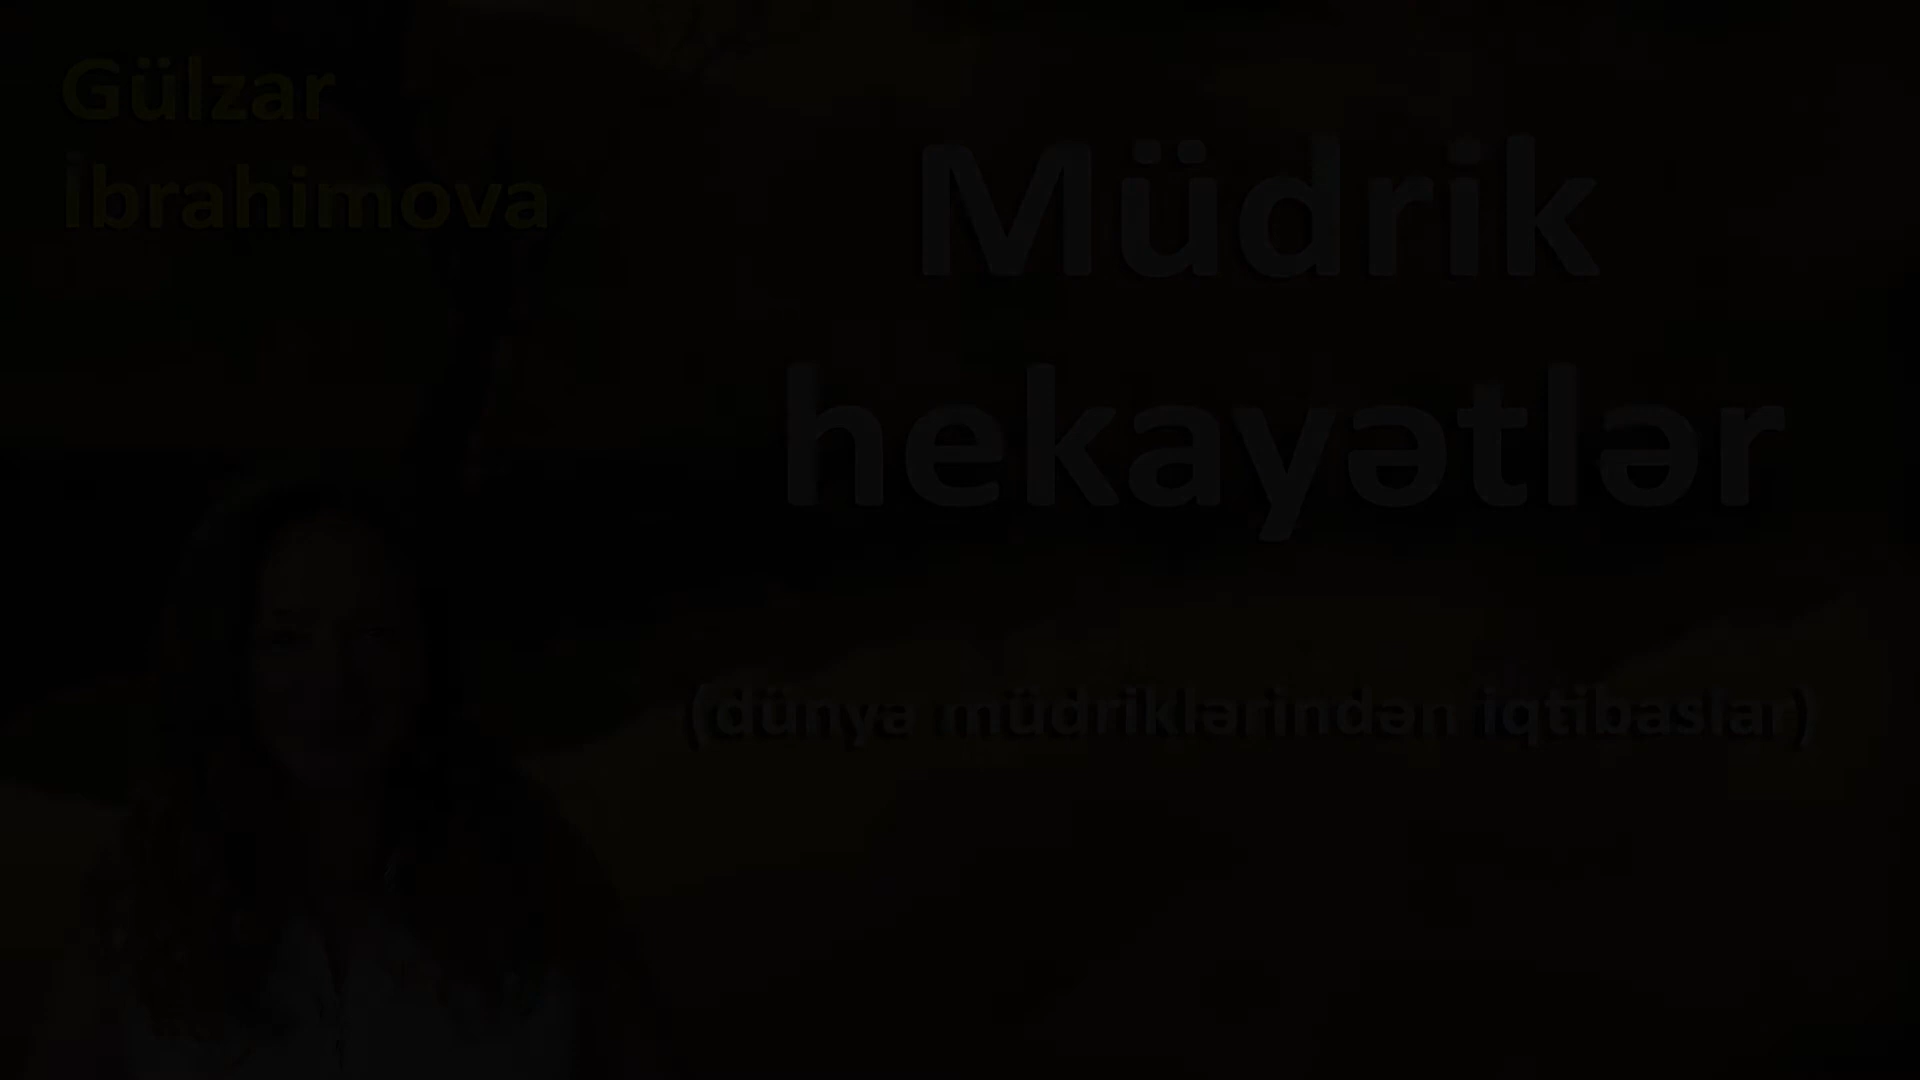 Gülzar
İbrahimova
Müdrik
hekayətlər
(dünya müdriklərindən iqtibaslar)